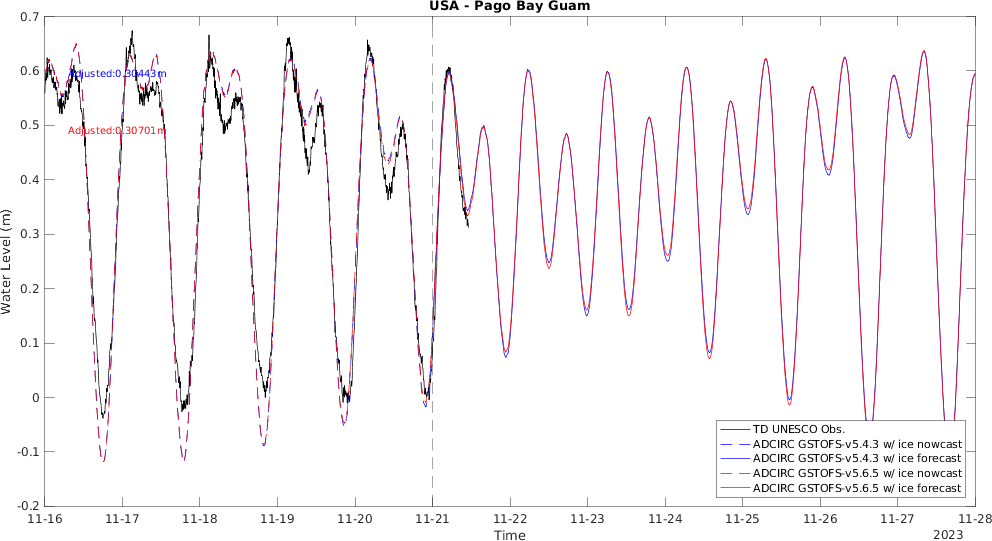 USA - Pago Bay Guam
0.7
0.6
0.5
0.4
0.3
0.2
0.1
0
-0.1
-0.2
Water Level (m)
Adjusted:0.30443m
Adjusted:0.30701m
TD UNESCO Obs.
ADCIRC GSTOFS-v5.4.3 w/ ice nowcast
ADCIRC GSTOFS-v5.4.3 w/ ice forecast
ADCIRC GSTOFS-v5.6.5 w/ ice nowcast
ADCIRC GSTOFS-v5.6.5 w/ ice forecast
11-16 11-17 11-18 11-19 11-20 11-21 11-22 11-23 11-24 11-25 11-26 11-27 11-28
Time
2023